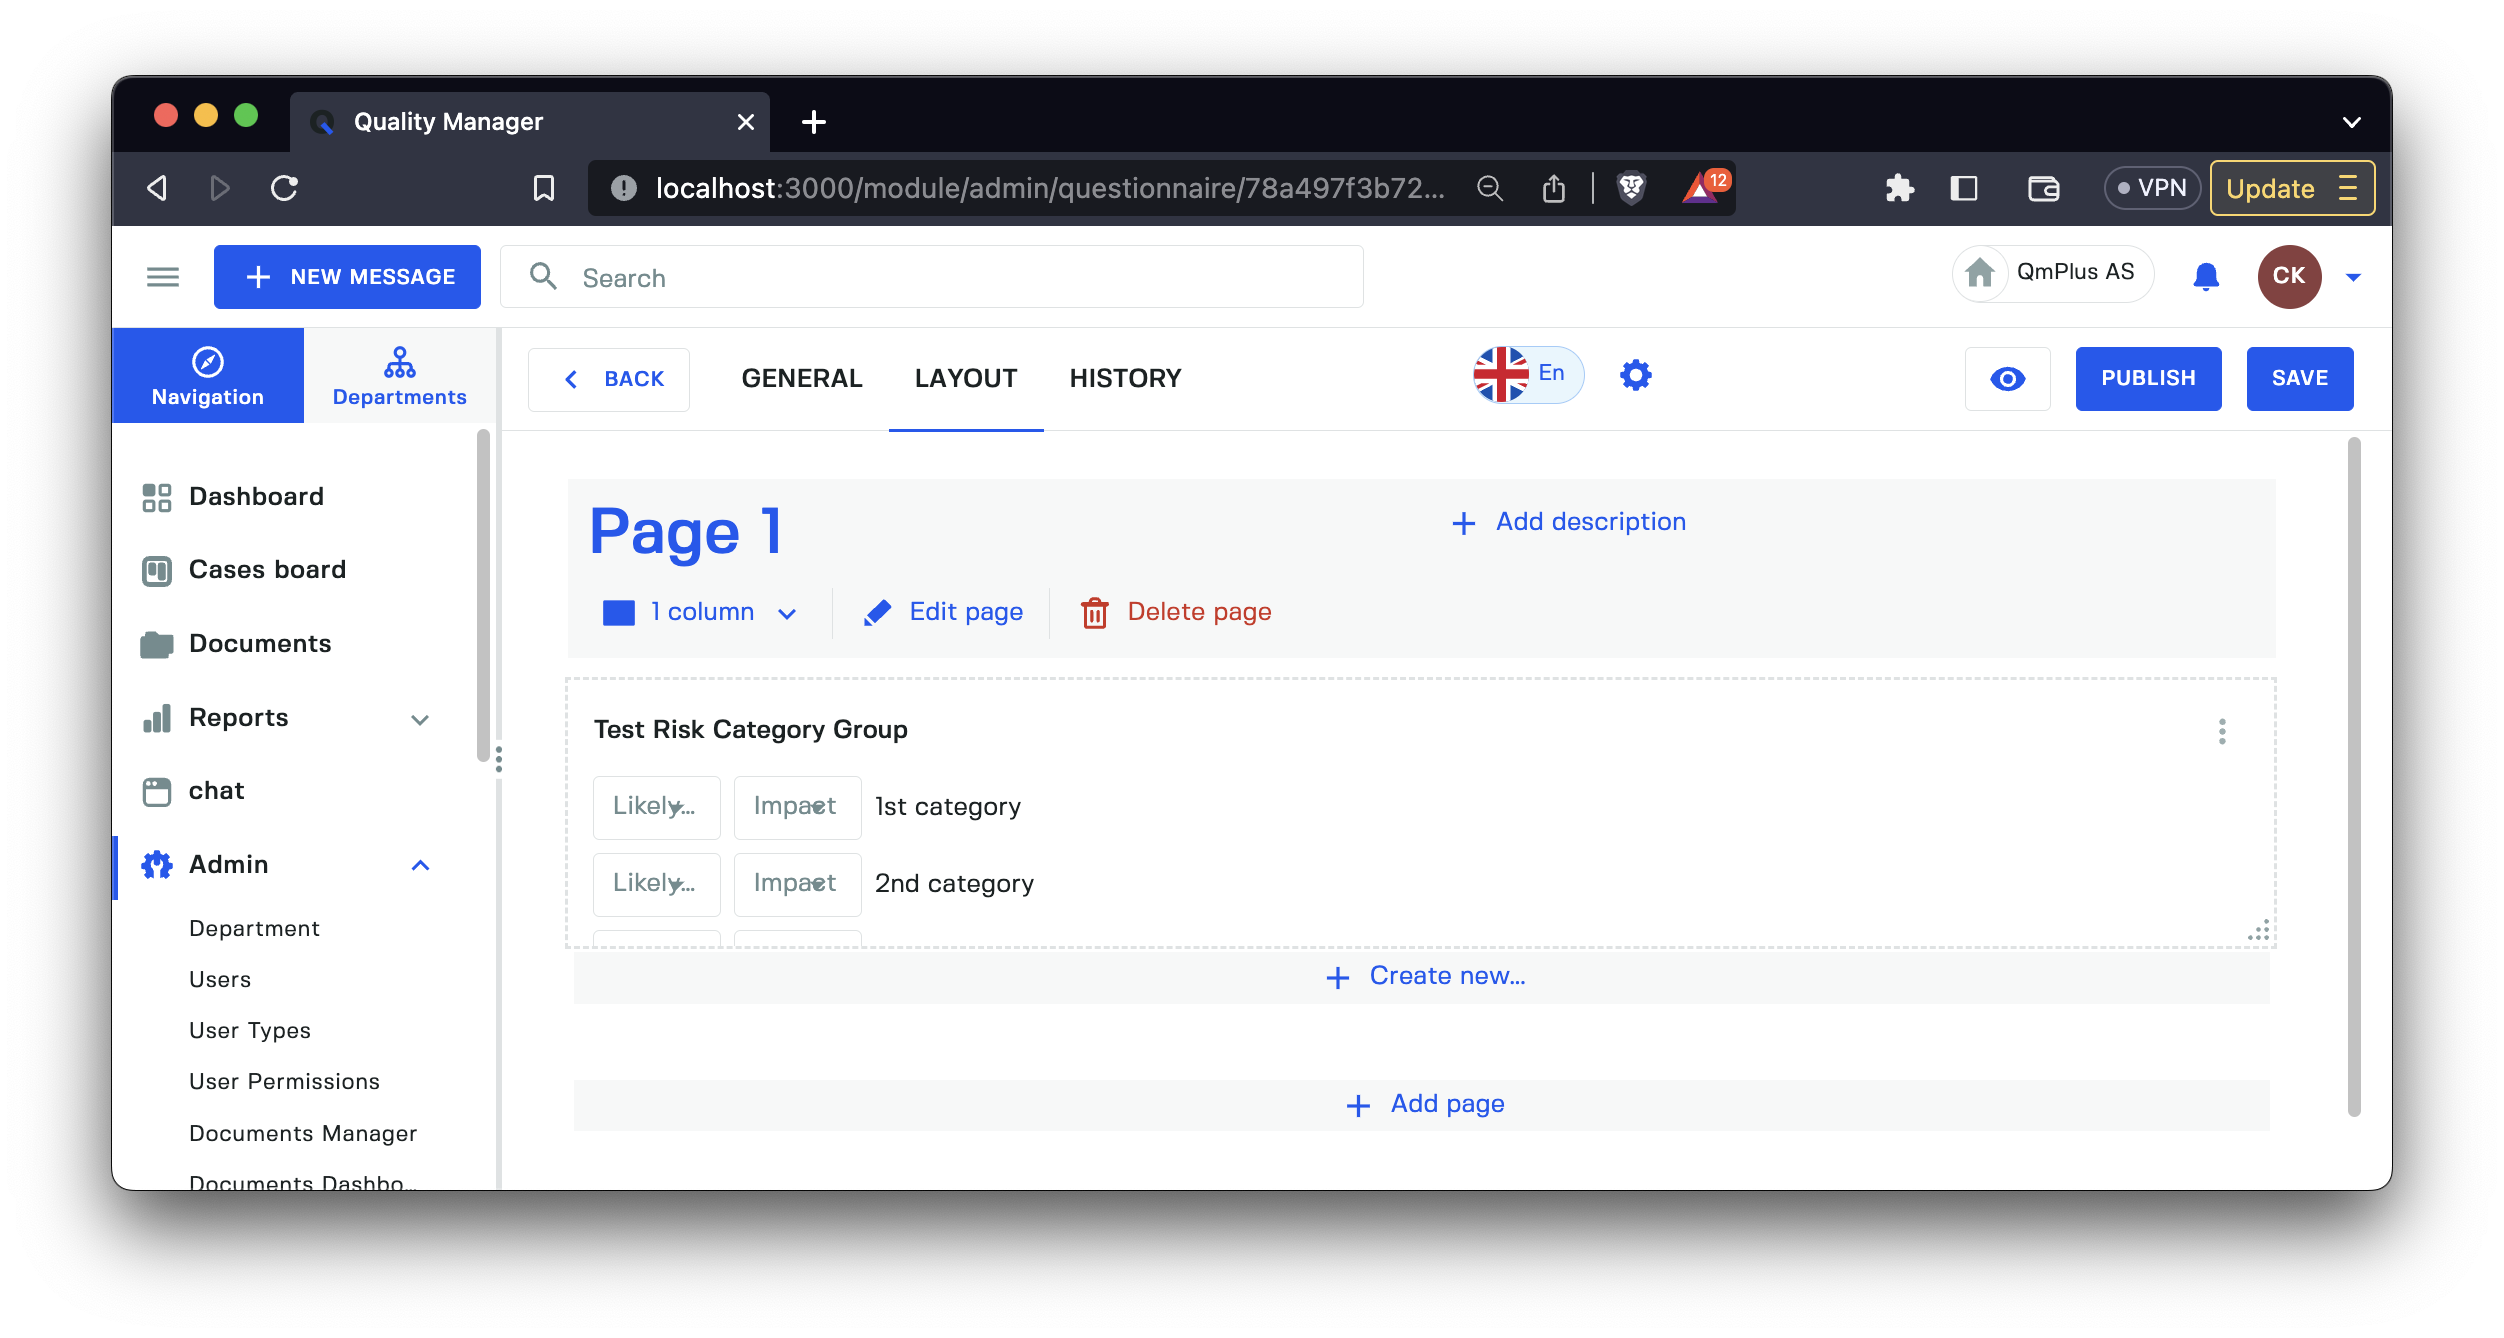 Quality Manager
localhost:3000/module/admin/questionnaire/78a497f3b72...
12
VPN
Update
NEW MESSAGE
Search
QmPlus AS
CK
Navigation
Departments
BACK
GENERAL
LAYOUT
HISTORY
En
PUBLISH
SAVE
Dashboard
Cases board
Documents
Reports
chat
Admin
Department
Users
User Types
User Permissions
Documents Manager
Documents Dashbo...
Page 1
Add description
1 column
Edit page
Delete page
Test Risk Category Group
Likely... Impact 1st category
Likely... Impact 2nd category
Create new...
Add page